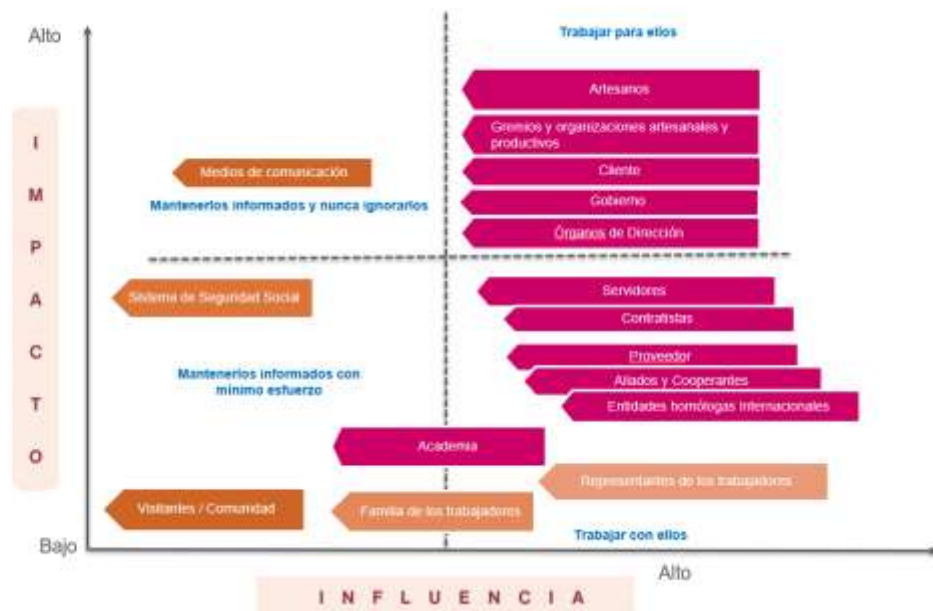 Alto
Trabajar para ellos
Artesanos
Gremios y organizaciones artesanales y
productivos
Medios de comunicación
Cliente
Mantenerlos informados y nunca ignorarlos
Gobierno
Órganos de Dirección
Sistema de Seguridad Social
Servidores
Contratistas
Proveedor
Mantenerlos informados con
mínimo esfuerzo
Aliados y Cooperantes
Entidades homólogas Internacionales
Academia
Representantes de los trabajadores
Visitantes / Comunidad
Familia de los trabajadores
Trabajar con ellos
Bajo
Alto
IMPACTO
INFLUENCIA